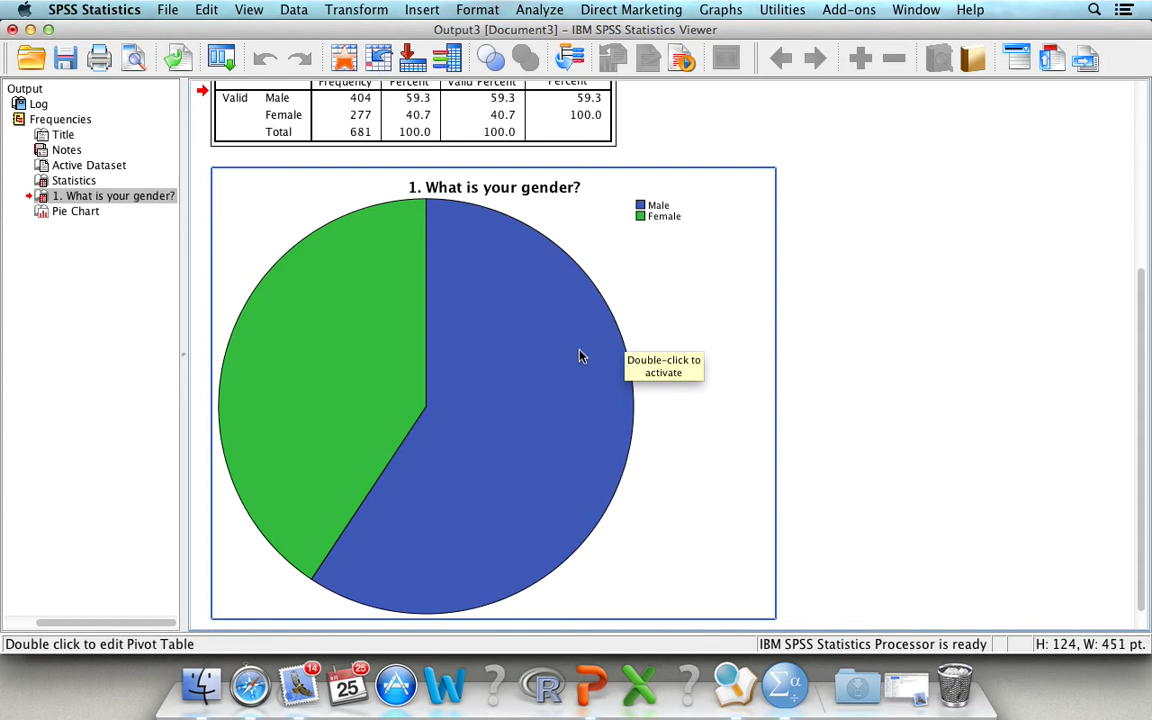 SPSS Statistics File Edit View Data Transform Insert Format Analyze Direct Marketing Graphs Utilities Add-ons Window Help
Output3 [Document3] – IBM SPSS Statistics Viewer
Output
Log
Frequencies
Title
Notes
Active Dataset
Statistics
1. What is your gender?
Pie Chart
Frequency Percent Valid Percent Percent
Valid Male 404 59.3 59.3 59.3
Female 277 40.7 40.7 100.0
Total 681 100.0 100.0
1. What is your gender?
Male
Female
Double-click to
activate
Double click to edit Pivot Table IBM SPSS Statistics Processor is ready H: 124, W: 451 pt.
14
25
25
W ? R P X ? Σα